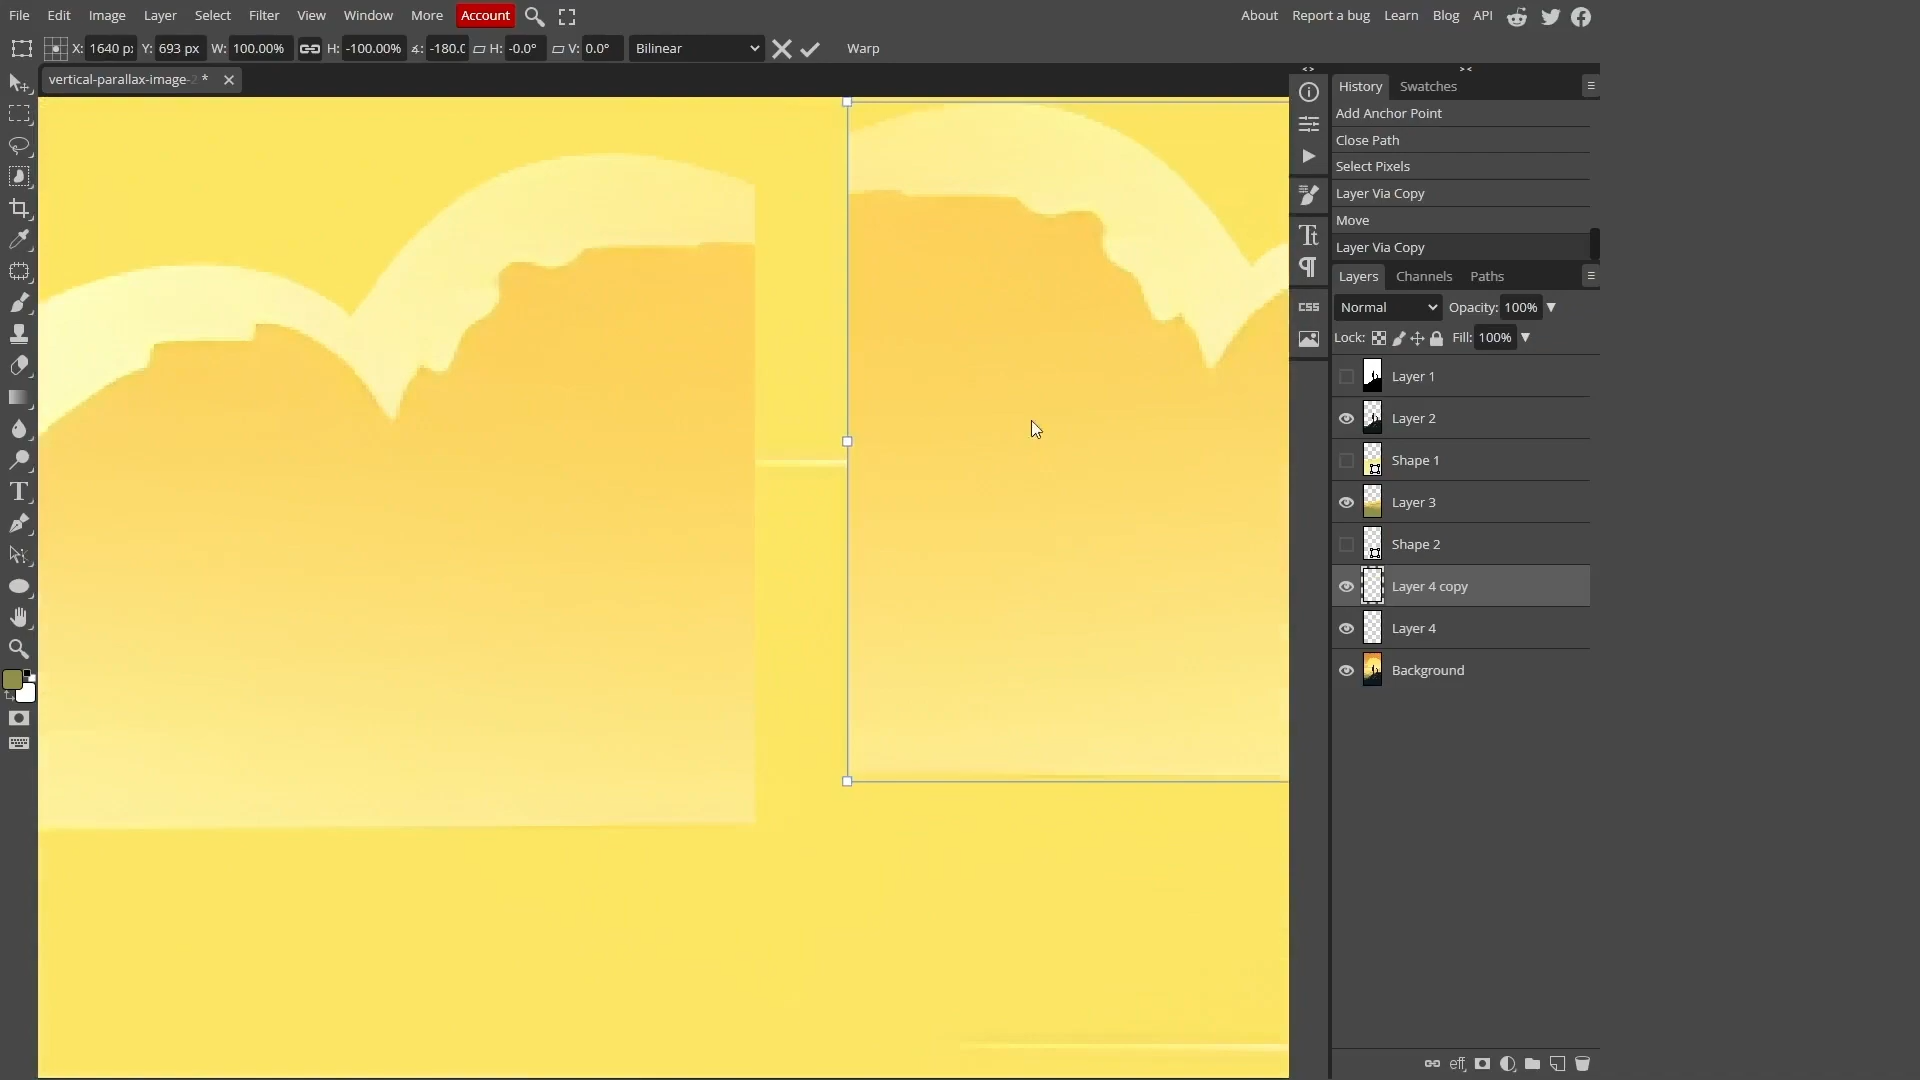 File Edit Image Layer Select Filter View Window More Account About Report a bug Learn Blog API
X: 1640 p Y: 693 px W: 100.00% H: -100.00% -180.0 H: -0.0° V: 0.0° Bilinear Warp
vertical-parallax-image- *
History Swatches
Add Anchor Point
Close Path
Select Pixels
Layer Via Copy
Move
Layer Via Copy
Layers Channels Paths
Normal Opacity: 100%
Lock: Fill: 100%
Layer 1
Layer 2
Shape 1
Layer 3
Shape 2
Layer 4 copy
Layer 4
Background
CSS
eff